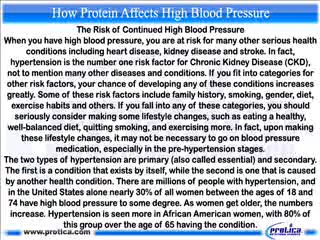 How Protein Affects High Blood Pressure
The Risk of Continued High Blood Pressure
When you have high blood pressure, you are at risk for many other serious health
conditions including heart disease, kidney disease and stroke. In fact,
hypertension is the number one risk factor for Chronic Kidney Disease (CKD),
not to mention many other diseases and conditions. If you fit into categories for
other risk factors, your chance of developing any of these conditions increases
greatly. Some of these risk factors include family history, smoking, gender, diet,
exercise habits and others. If you fall into any of these categories, you should
seriously consider making some lifestyle changes, such as eating a healthy,
well-balanced diet, quitting smoking, and exercising more. In fact, upon making
these lifestyle changes, it may not be necessary to go on blood pressure
medication, especially in the pre-hypertension stages.
The two types of hypertension are primary (also called essential) and secondary.
The first is a condition that exists by itself, while the second is one that is caused
by another health condition. There are millions of people with hypertension, and
in the United States alone nearly 30% of all women between the ages of 18 and
74 have high blood pressure to some degree. As women get older, the numbers
increase. Hypertension is seen more in African American women, with 80% of
this group over the age of 65 having the condition.
www.protica.com
protica